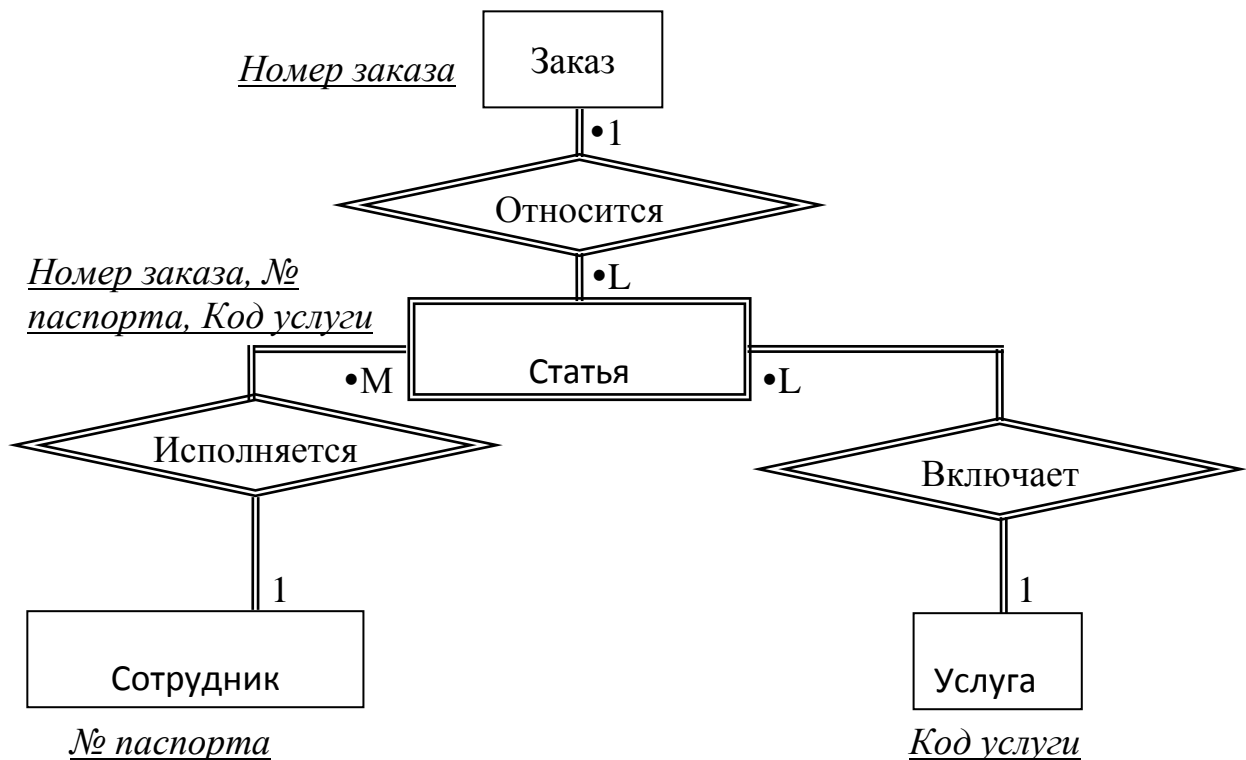 Заказ
Номер заказа
•1
Относится
•L
Номер заказа, №
паспорта, Код услуги
Статья
•M
•L
Исполняется
Включает
1
1
Сотрудник
Услуга
№ паспорта
Код услуги